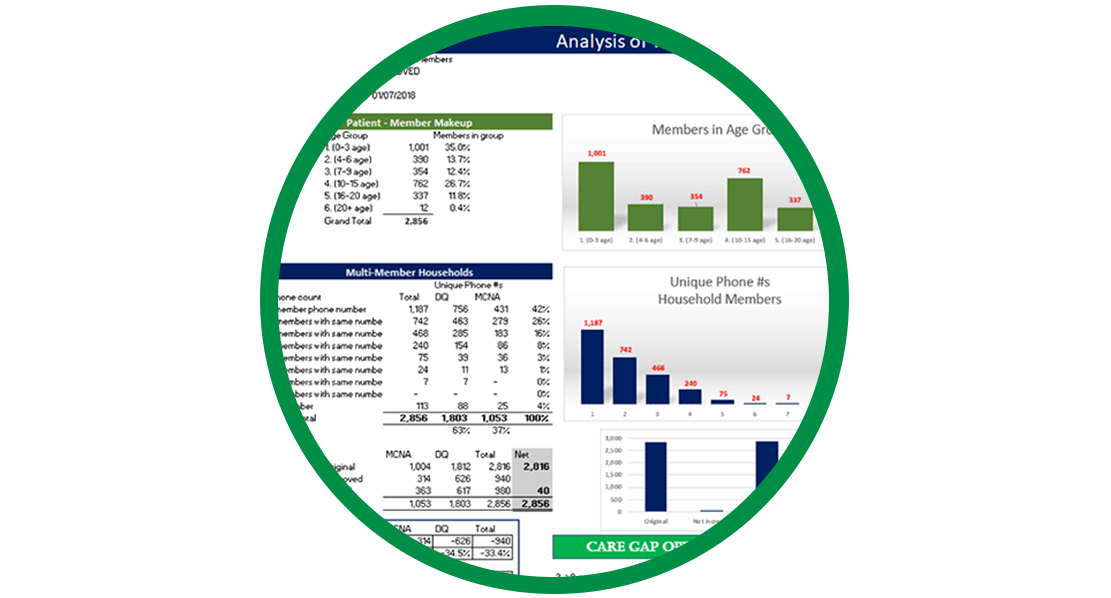 Analysis of
Members
OVED
01/07/2018
Patient - Member Makeup
Age Group Members in group
1. (0-3 age) 1,001 35.0%
2. (4-6 age) 390 13.7%
3. (7-9 age) 354 12.4%
4. (10-15 age) 762 26.7%
5. (16-20 age) 337 11.8%
6. (20+ age) 12 0.4%
Grand Total 2,856
Members in Age Gro
1,001
390
354
762
337
1. (0-3 age) 2. (4-6 age) 3. (7-9 age) 4. (10-15 age) 5. (16-20 age)
Multi-Member Households
Unique Phone #s
hone count Total DQ MCNA
member phone number 1,187 756 431 42%
members with same numbe 742 463 279 26%
members with same numbe 468 285 183 16%
members with same numbe 240 154 86 8%
members with same numbe 75 39 36 3%
members with same numbe 24 11 13 1%
members with same numbe 7 7 - 0%
mbers with same numbe - - - 0%
ber 113 88 25 4%
total 2,856 1,803 1,053 100%
63% 37%
Unique Phone #s
Household Members
1,187
742
468
240
75
24
7
1 2 3 4 5 6 7
MCNA DQ Total Net
iginal 1,004 1,812 2,816 2,816
oved 314 626 940
363 617 980 40
1,053 1,803 2,856 2,856
3,000
2,500
2,000
1,500
1,000
500
0
Original Net incre
CNA DQ Total
314 -626 -940
-34.5% -33.4%
CARE GAP OP